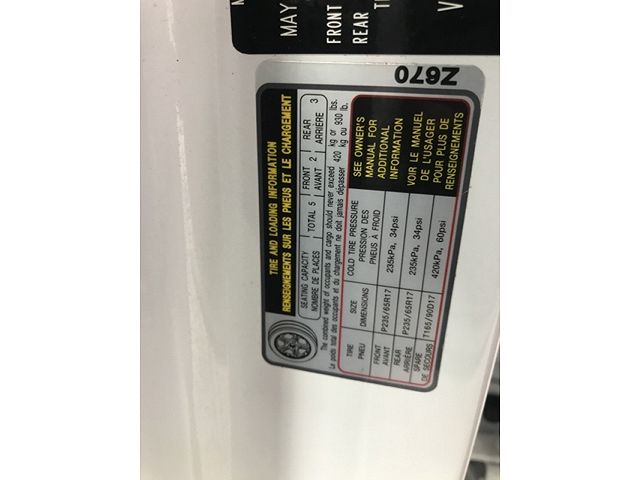 MAY
FRONT
REAR
Z670
TIRE AND LOADING INFORMATION
RENSEIGNEMENTS SUR LES PNEUS ET LE CHARGEMENT
SEATING CAPACITY TOTAL 5 FRONT 2 REAR 3
NOMBRE DE PLACES AVANT ARRIÈRE
The combined weight of occupants and cargo should never exceed 420 kg or 930 lbs.
Le poids total des occupants et du chargement ne doit jamais dépasser 420 kg ou 930 lb.
TIRE SIZE COLD TIRE PRESSURE
PNEU DIMENSIONS PRESSION DES PNEUS À FROID
FRONT AVANT P235/65R17 235kPa, 34psi
REAR ARRIÈRE P235/65R17 235kPa, 34psi
SPARE DE SECOURS T165/90D17 420kPa, 60psi
SEE OWNER'S
MANUAL FOR
ADDITIONAL
INFORMATION
VOIR LE MANUEL
DE L'USAGER
POUR PLUS DE
RENSEIGNEMENTS